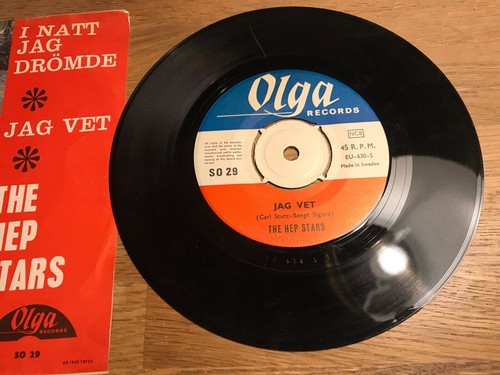 I NATT
JAG
DRÖMDE
JAG VET
THE
HEP
STARS
Olga
RECORDS
SO 29
Olga
RECORDS
NCB
45 R.P.M.
EU-630-S
Made in Sweden
SO 29
JAG VET
(Carl Stutz-Bengt Sigurd)
THE HEP STARS